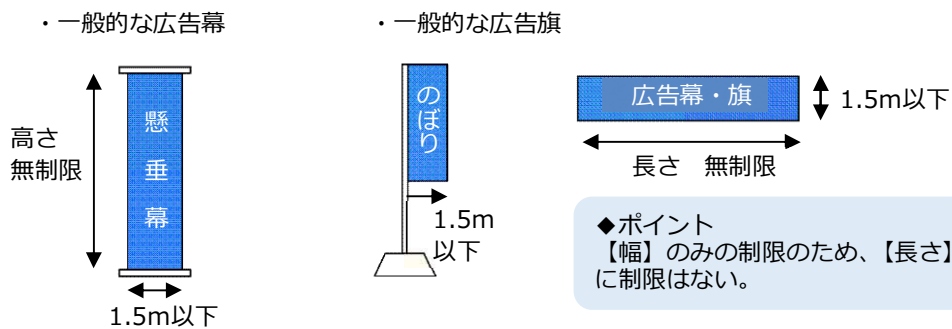 ・一般的な広告幕
高さ
無制限
懸垂幕
1.5m以下
・一般的な広告旗
のぼり
1.5m
以下
広告幕・旗
1.5m以下
長さ　無制限
◆ポイント
【幅】のみの制限のため、【長さ】
に制限はない。